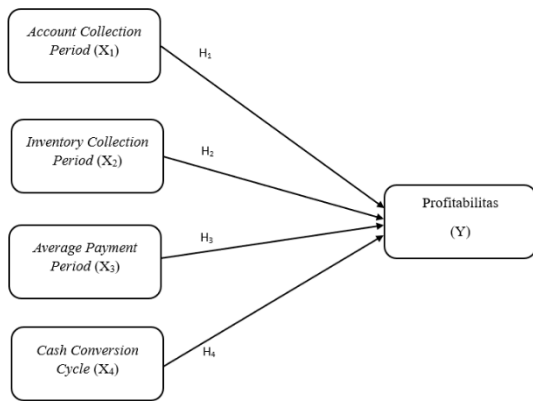 Account Collection
Period (X₁)
H₁
Inventory Collection
Period (X₂)
H₂
Profitabilitas
(Y)
Average Payment
Period (X₃)
H₃
Cash Conversion
Cycle (X₄)
H₄